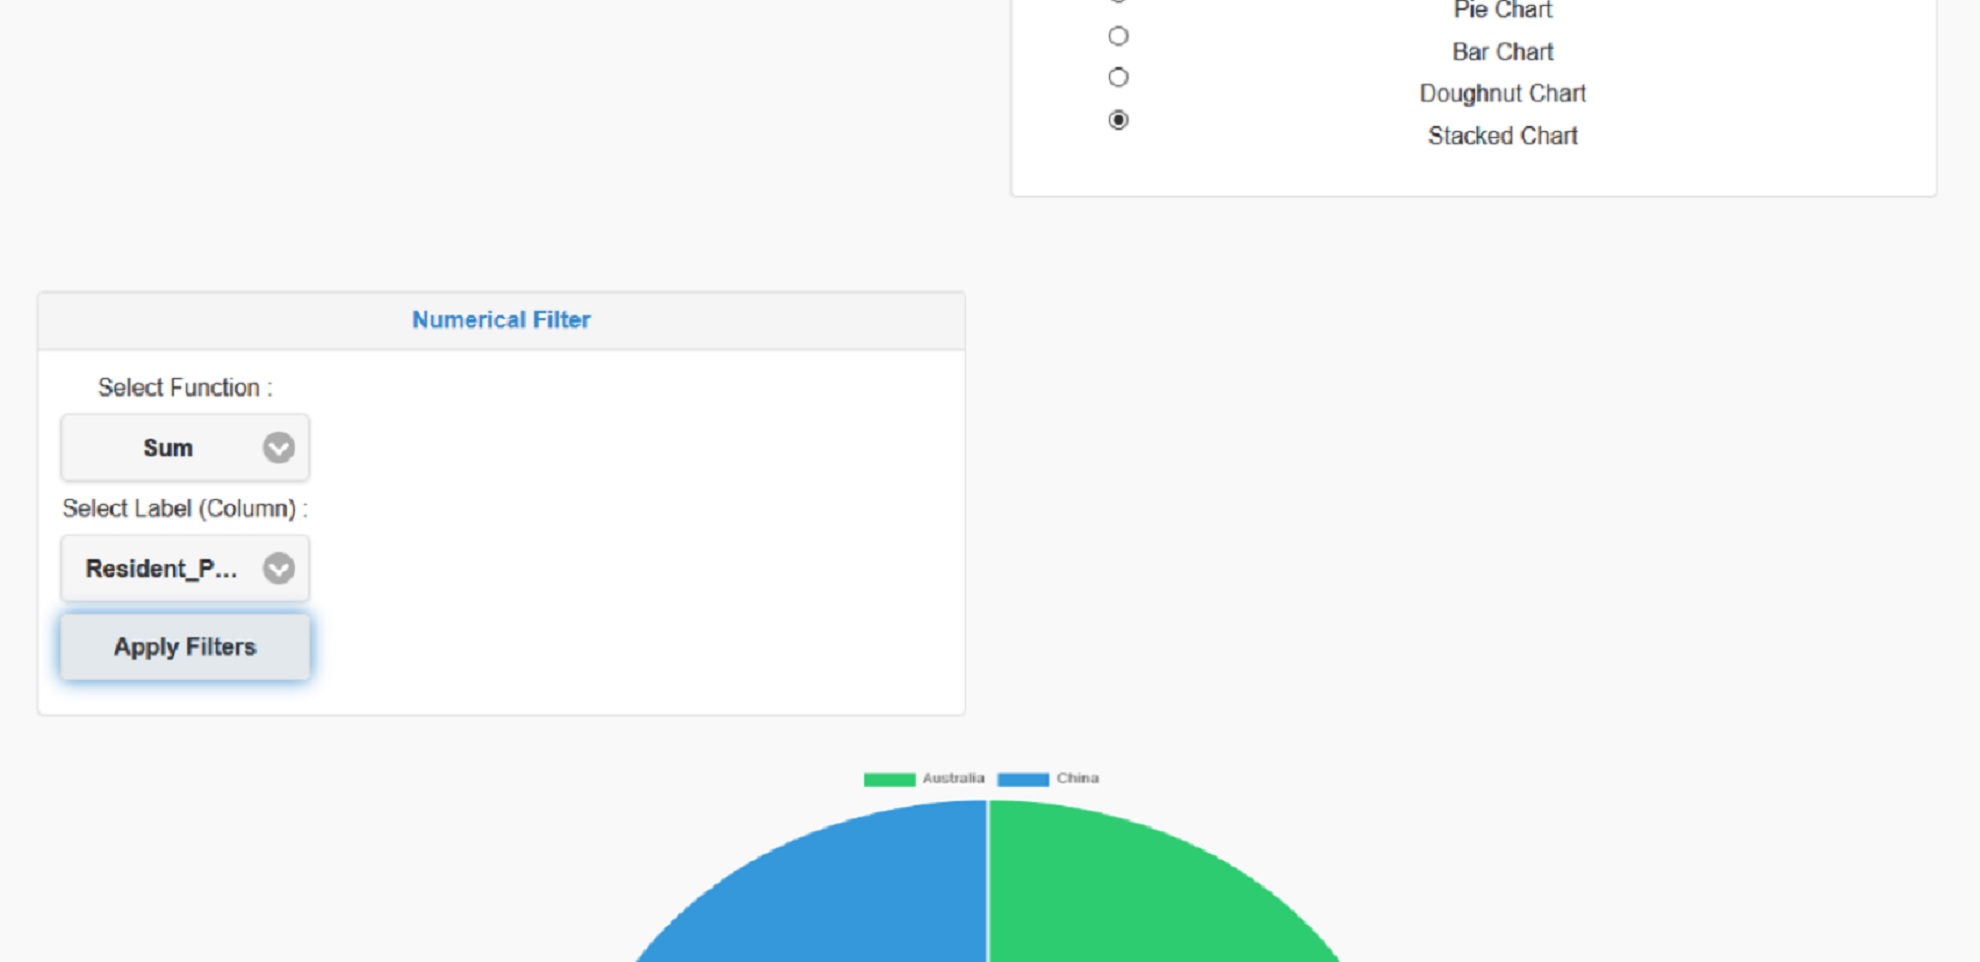 Pie Chart
Bar Chart
Doughnut Chart
Stacked Chart
Numerical Filter
Select Function :
Sum
Select Label (Column) :
Resident_P...
Apply Filters
Australia China